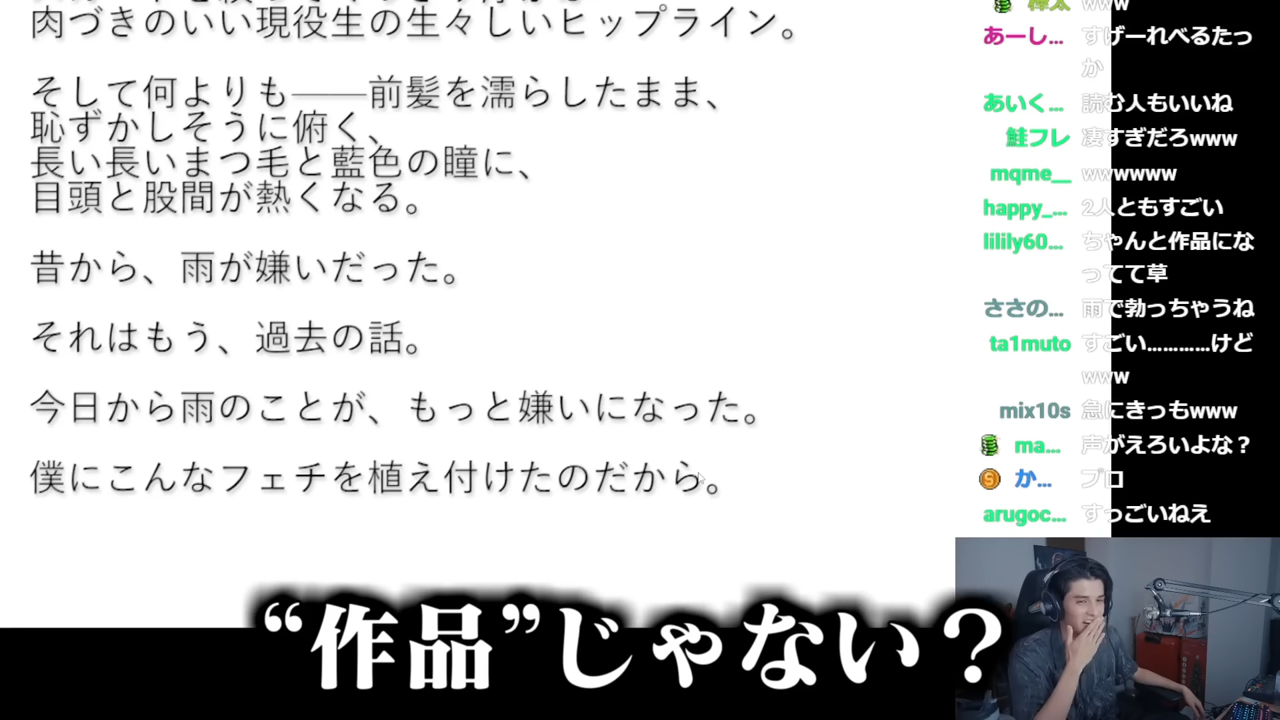 肉づきのいい現役生の生々しいヒップライン。
そして何よりも――前髪を濡らしたまま、
恥ずかしそうに俯く、
長い長いまつ毛と藍色の瞳に、
目頭と股間が熱くなる。
昔から、雨が嫌いだった。
それはもう、過去の話。
今日から雨のことが、もっと嫌いになった。
僕にこんなフェチを植え付けたのだから。
www
あーし… すげーれべるたっ
か
あいく… 読む人もいいね
鮭フレ 凄すぎだろwww
mqme__ wwwwww
happy_… 2人ともすごい
lilily60… ちゃんと作品にな
ってて草
ささの… 雨で勃っちゃうね
ta1muto すごい…………けど
www
mix10s 急にきっもwww
ma… 声がえろいよな？
か… プロ
arugoc… すっごいねえ
“作品”じゃない？